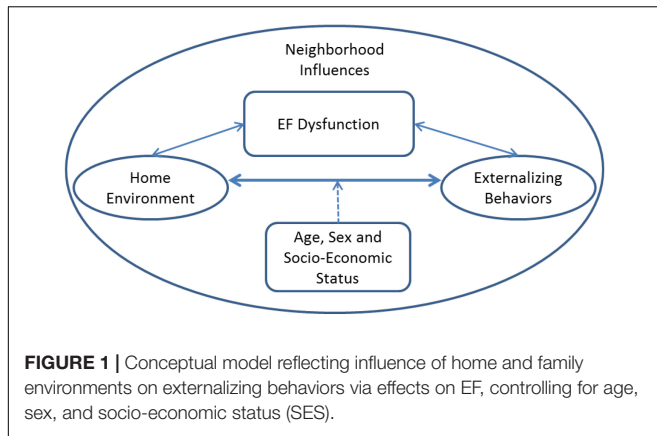 Neighborhood
Influences
EF Dysfunction
Home
Environment
Externalizing
Behaviors
Age, Sex and
Socio-Economic
Status
FIGURE 1 | Conceptual model reflecting influence of home and family
environments on externalizing behaviors via effects on EF, controlling for age,
sex, and socio-economic status (SES).